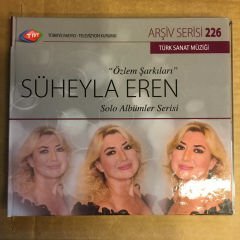 TRT
TÜRKİYE RADYO - TELEVİZYON KURUMU
ARŞİV SERİSİ 226
TÜRK SANAT MÜZİĞİ
"Özlem Şarkıları"
SÜHEYLA EREN
Solo Albümler Serisi